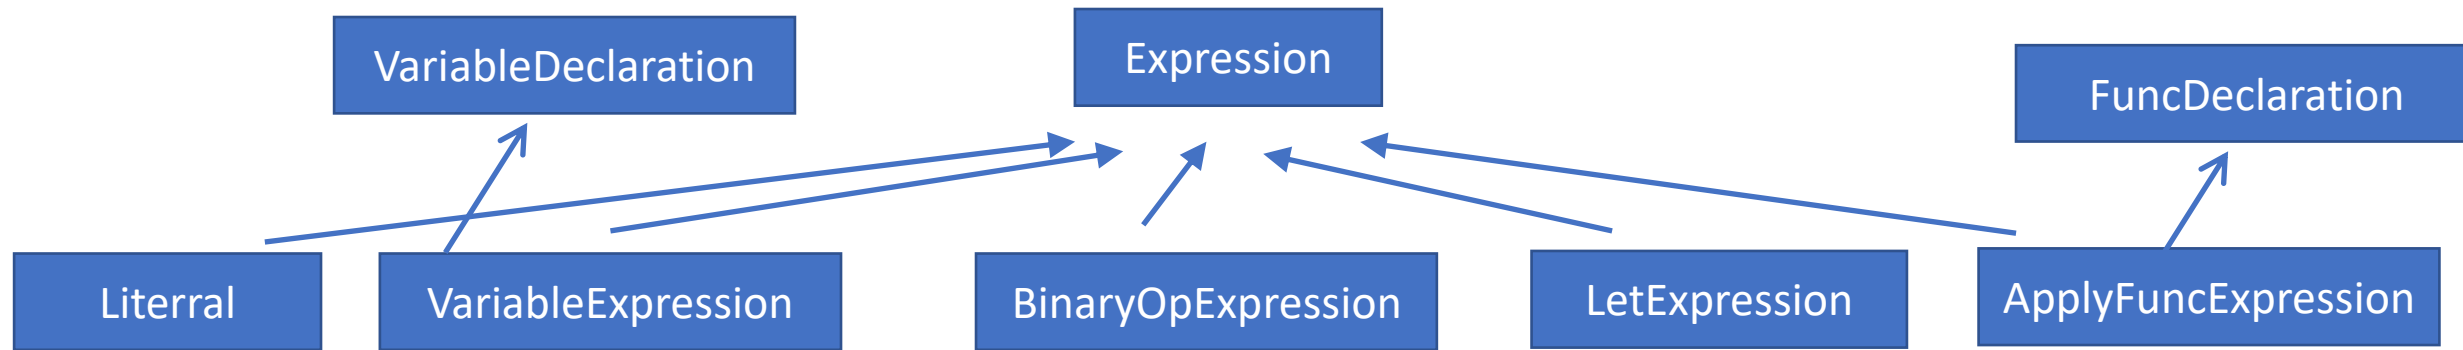 VariableDeclaration
Expression
FuncDeclaration
Literral
VariableExpression
BinaryOpExpression
LetExpression
ApplyFuncExpression